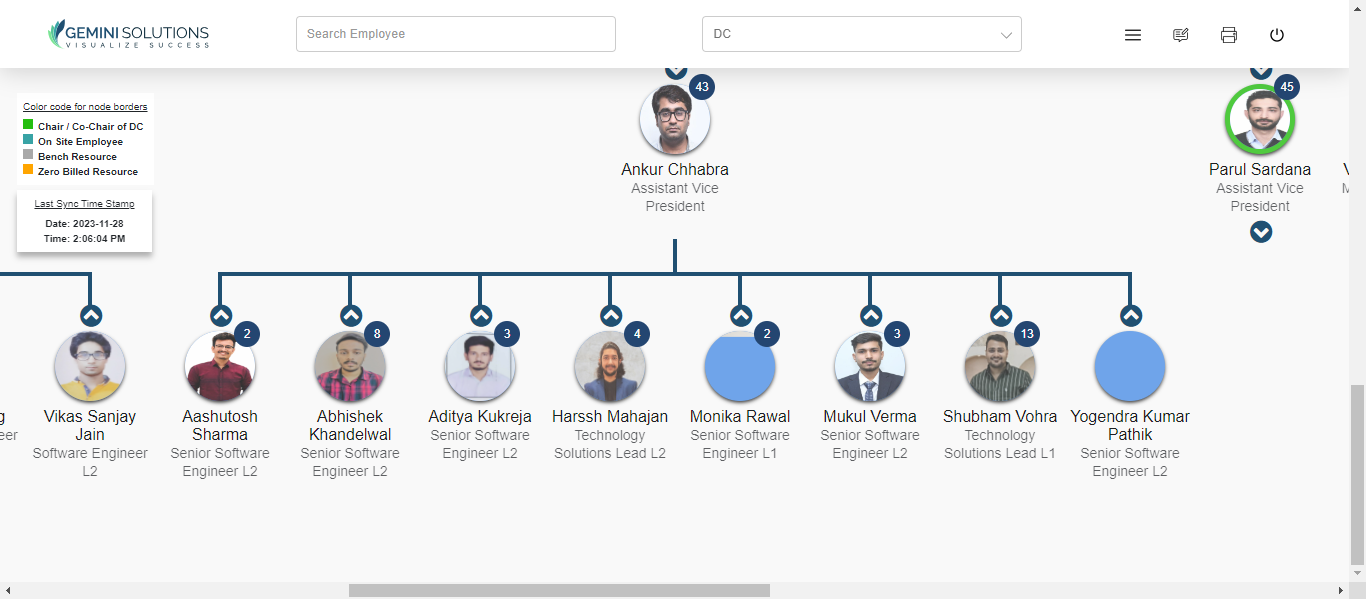 GEMINI SOLUTIONS
VISUALIZE SUCCESS
Search Employee
DC
Color code for node borders
Chair / Co-Chair of DC
On Site Employee
Bench Resource
Zero Billed Resource
Last Sync Time Stamp
Date: 2023-11-28
Time: 2:06:04 PM
43
Ankur Chhabra
Assistant Vice
President
45
Parul Sardana
Assistant Vice
President
V
M
g
eer
Vikas Sanjay
Jain
Software Engineer
L2
2
Aashutosh
Sharma
Senior Software
Engineer L2
8
Abhishek
Khandelwal
Senior Software
Engineer L2
3
Aditya Kukreja
Senior Software
Engineer L2
4
Harssh Mahajan
Technology
Solutions Lead L2
2
Monika Rawal
Senior Software
Engineer L1
3
Mukul Verma
Senior Software
Engineer L2
13
Shubham Vohra
Technology
Solutions Lead L1
Yogendra Kumar
Pathik
Senior Software
Engineer L2